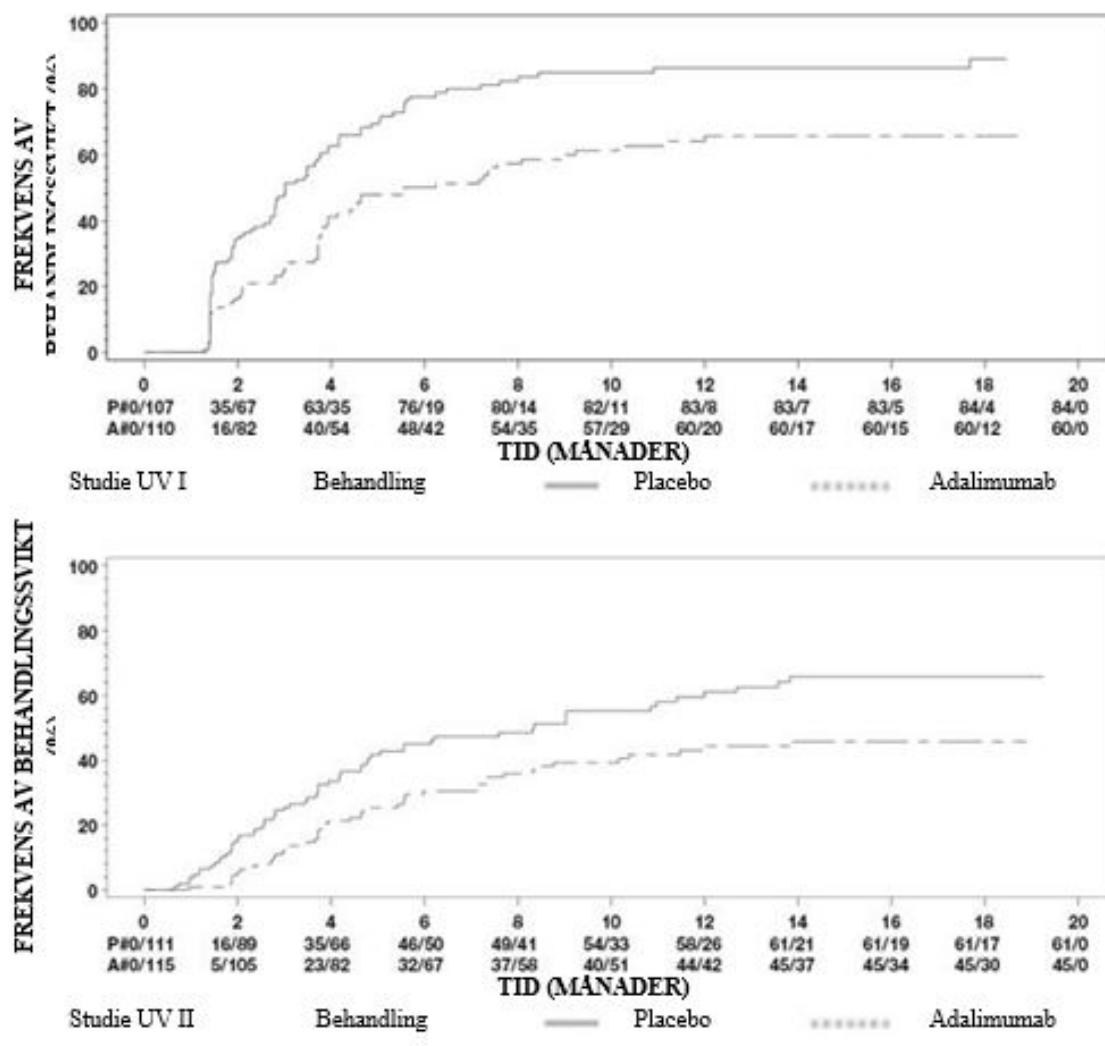 FREKVENS AV
100
80
60
40
20
0
0 2 4 6 8 10 12 14 16 18 20
P#0/107 35/67 63/35 76/19 80/14 82/11 83/8 83/7 83/5 84/4 84/0
A#0/110 16/82 40/54 48/42 54/35 57/29 60/20 60/17 60/15 60/12 60/0
TID (MÅNADER)
Studie UV I Behandling Placebo Adalimumab
FREKVENS AV BEHANDLINGSSVIKT
100
80
60
40
20
0
0 2 4 6 8 10 12 14 16 18 20
P#0/111 16/89 35/66 46/50 49/41 54/33 58/26 61/21 61/19 61/17 61/0
A#0/115 5/105 23/82 32/67 37/58 40/51 44/42 45/37 45/34 45/30 45/0
TID (MÅNADER)
Studie UV II Behandling Placebo Adalimumab